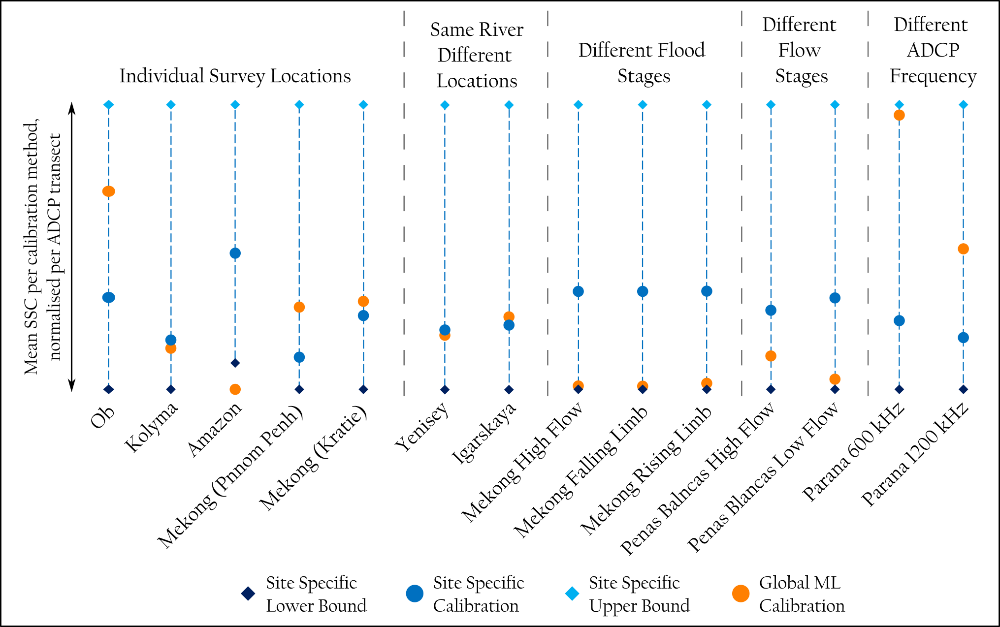 Individual Survey Locations
Same River
Different
Locations
Different Flood
Stages
Different
Flow
Stages
Different
ADCP
Frequency
Mean SSC per calibration method,
normalised per ADCP transect
Ob
Kolyma
Amazon
Mekong (Pnnom Penh)
Mekong (Kratie)
Yenisey
Igarskaya
Mekong High Flow
Mekong Falling Limb
Mekong Rising Limb
Penas Balncas High Flow
Penas Blancas Low Flow
Parana 600 kHz
Parana 1200 kHz
Site Specific
Lower Bound
Site Specific
Calibration
Site Specific
Upper Bound
Global ML
Calibration